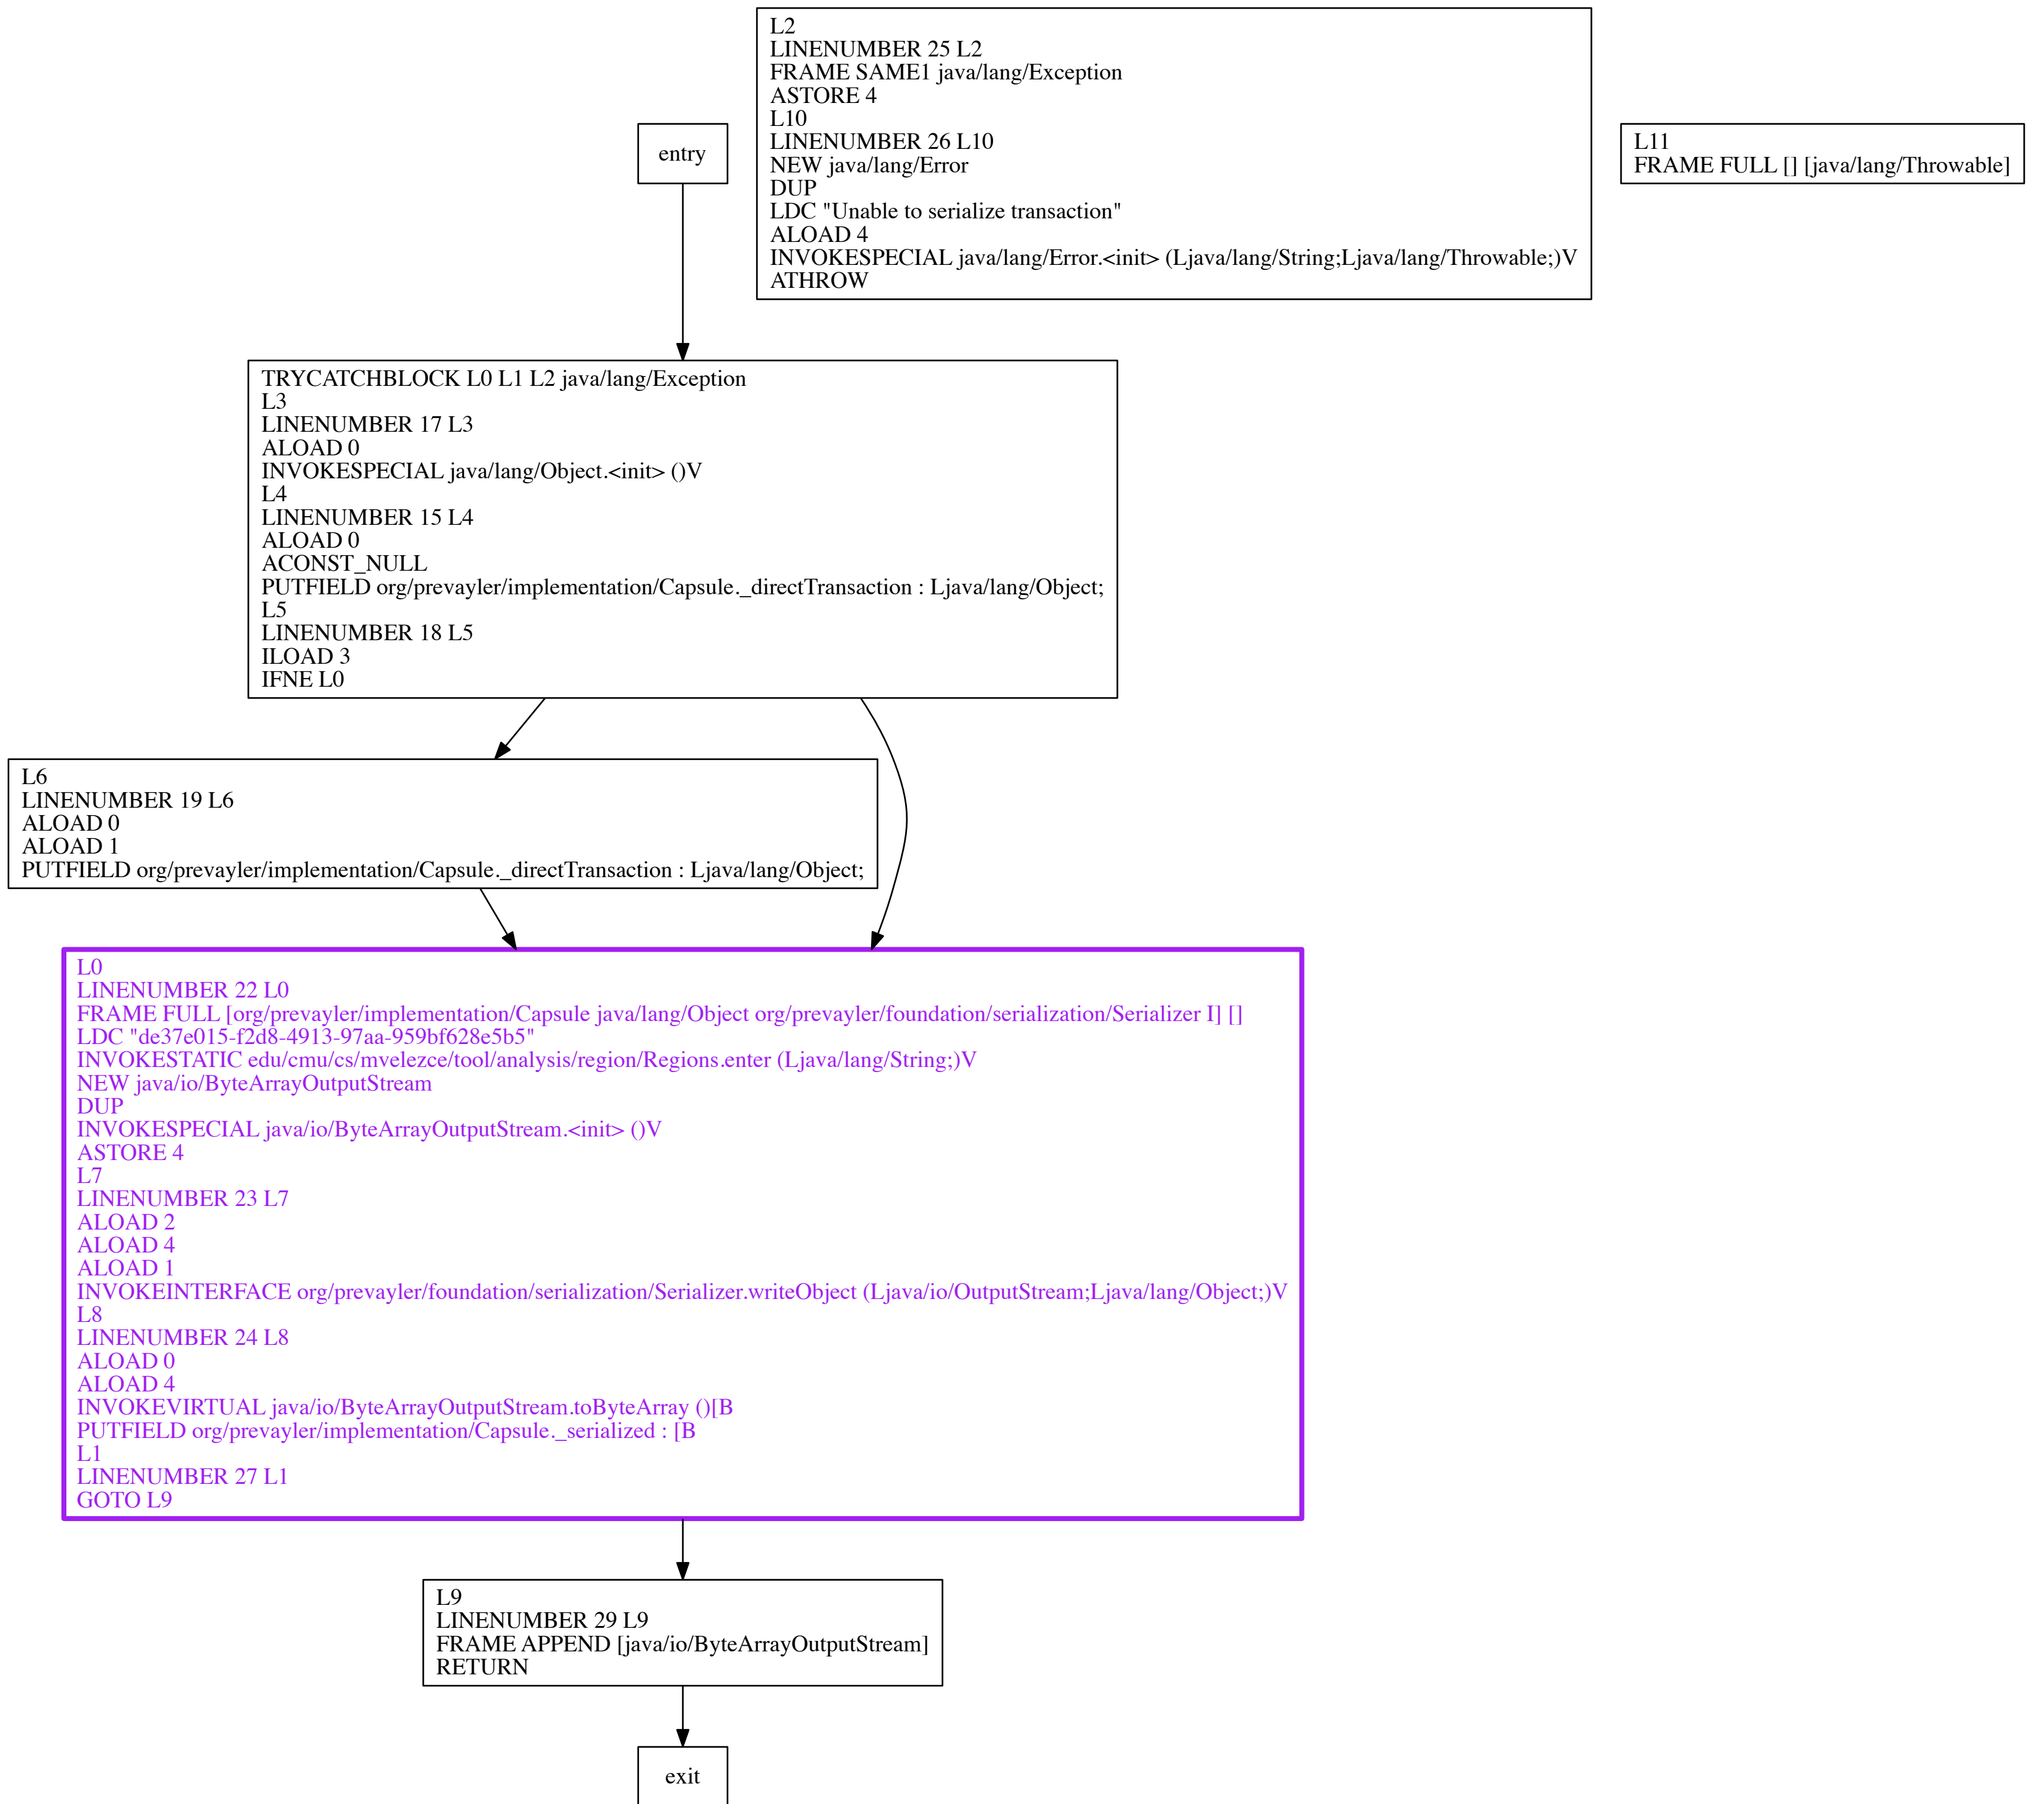 L2
LINENUMBER 25 L2
FRAME SAME1 java/lang/Exception
ASTORE 4
L10
LINENUMBER 26 L10
NEW java/lang/Error
DUP
LDC "Unable to serialize transaction"
ALOAD 4
INVOKESPECIAL java/lang/Error.<init> (Ljava/lang/String;Ljava/lang/Throwable;)V
ATHROW
entry
L11
FRAME FULL [] [java/lang/Throwable]
TRYCATCHBLOCK L0 L1 L2 java/lang/Exception
L3
LINENUMBER 17 L3
ALOAD 0
INVOKESPECIAL java/lang/Object.<init> ()V
L4
LINENUMBER 15 L4
ALOAD 0
ACONST_NULL
PUTFIELD org/prevayler/implementation/Capsule._directTransaction : Ljava/lang/Object;
L5
LINENUMBER 18 L5
ILOAD 3
IFNE L0
L6
LINENUMBER 19 L6
ALOAD 0
ALOAD 1
PUTFIELD org/prevayler/implementation/Capsule._directTransaction : Ljava/lang/Object;
L0
LINENUMBER 22 L0
FRAME FULL [org/prevayler/implementation/Capsule java/lang/Object org/prevayler/foundation/serialization/Serializer I] []
LDC "de37e015-f2d8-4913-97aa-959bf628e5b5"
INVOKESTATIC edu/cmu/cs/mvelezce/tool/analysis/region/Regions.enter (Ljava/lang/String;)V
NEW java/io/ByteArrayOutputStream
DUP
INVOKESPECIAL java/io/ByteArrayOutputStream.<init> ()V
ASTORE 4
L7
LINENUMBER 23 L7
ALOAD 2
ALOAD 4
ALOAD 1
INVOKEINTERFACE org/prevayler/foundation/serialization/Serializer.writeObject (Ljava/io/OutputStream;Ljava/lang/Object;)V
L8
LINENUMBER 24 L8
ALOAD 0
ALOAD 4
INVOKEVIRTUAL java/io/ByteArrayOutputStream.toByteArray ()[B
PUTFIELD org/prevayler/implementation/Capsule._serialized : [B
L1
LINENUMBER 27 L1
GOTO L9
L9
LINENUMBER 29 L9
FRAME APPEND [java/io/ByteArrayOutputStream]
RETURN
exit